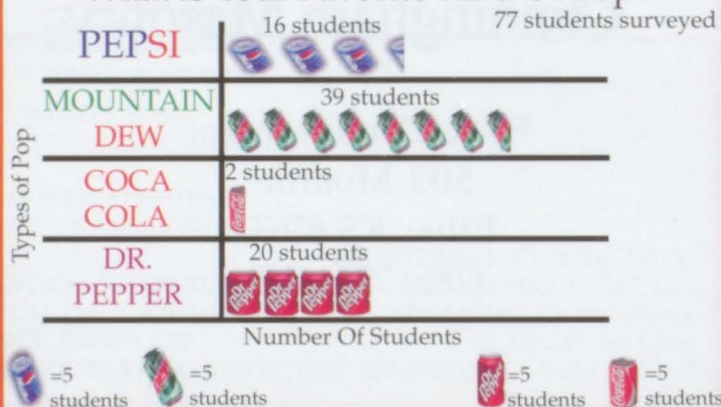 77 students surveyed
PEPSI
16 students
MOUNTAIN
DEW
39 students
COCA
COLA
2 students
DR.
PEPPER
20 students
Types of Pop
Number Of Students
=5
students
=5
students
=5
students
=5
students